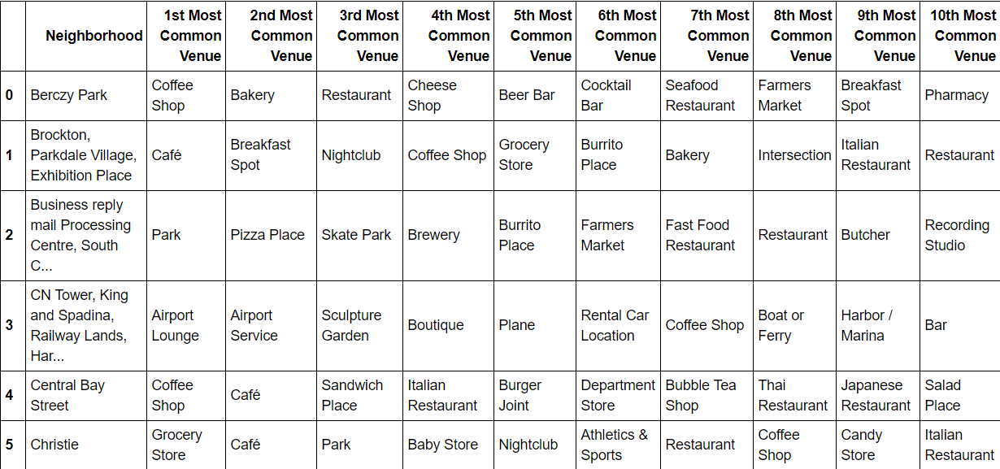 Neighborhood 1st Most Common Venue 2nd Most Common Venue 3rd Most Common Venue 4th Most Common Venue 5th Most Common Venue 6th Most Common Venue 7th Most Common Venue 8th Most Common Venue 9th Most Common Venue 10th Most Common Venue
0 Berczy Park Coffee Shop Bakery Restaurant Cheese Shop Beer Bar Cocktail Bar Seafood Restaurant Farmers Market Breakfast Spot Pharmacy
1 Brockton, Parkdale Village, Exhibition Place Café Breakfast Spot Nightclub Coffee Shop Grocery Store Burrito Place Bakery Intersection Italian Restaurant Restaurant
2 Business reply mail Processing Centre, South C... Park Pizza Place Skate Park Brewery Burrito Place Farmers Market Fast Food Restaurant Restaurant Butcher Recording Studio
3 CN Tower, King and Spadina, Railway Lands, Har... Airport Lounge Airport Service Sculpture Garden Boutique Plane Rental Car Location Coffee Shop Boat or Ferry Harbor / Marina Bar
4 Central Bay Street Coffee Shop Café Sandwich Place Italian Restaurant Burger Joint Department Store Bubble Tea Shop Thai Restaurant Japanese Restaurant Salad Place
5 Christie Grocery Store Café Park Baby Store Nightclub Athletics & Sports Restaurant Coffee Shop Candy Store Italian Restaurant